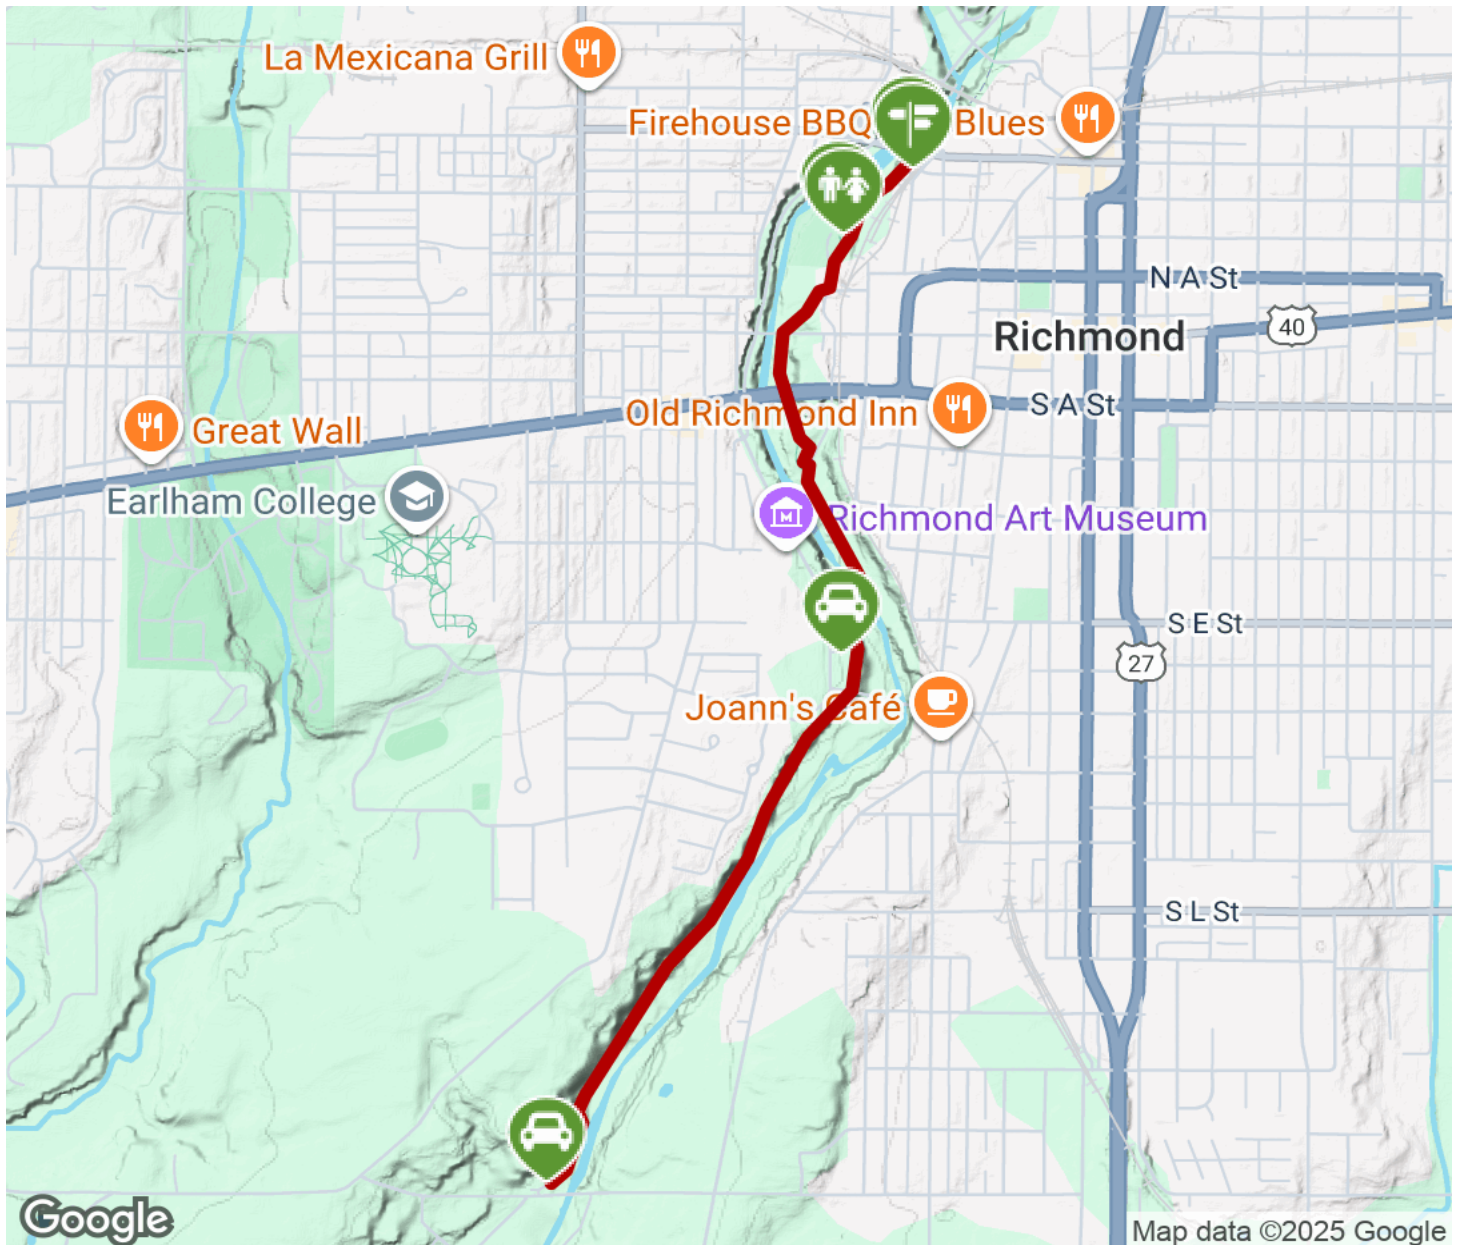 La Mexicana Grill
Firehouse BBQ
Blues
N A St
Richmond
40
Old Richmond Inn
S A St
Great Wall
Earlham College
M
Richmond Art Museum
S E St
27
Joann's Café
S L St
Google
Map data ©2025 Google